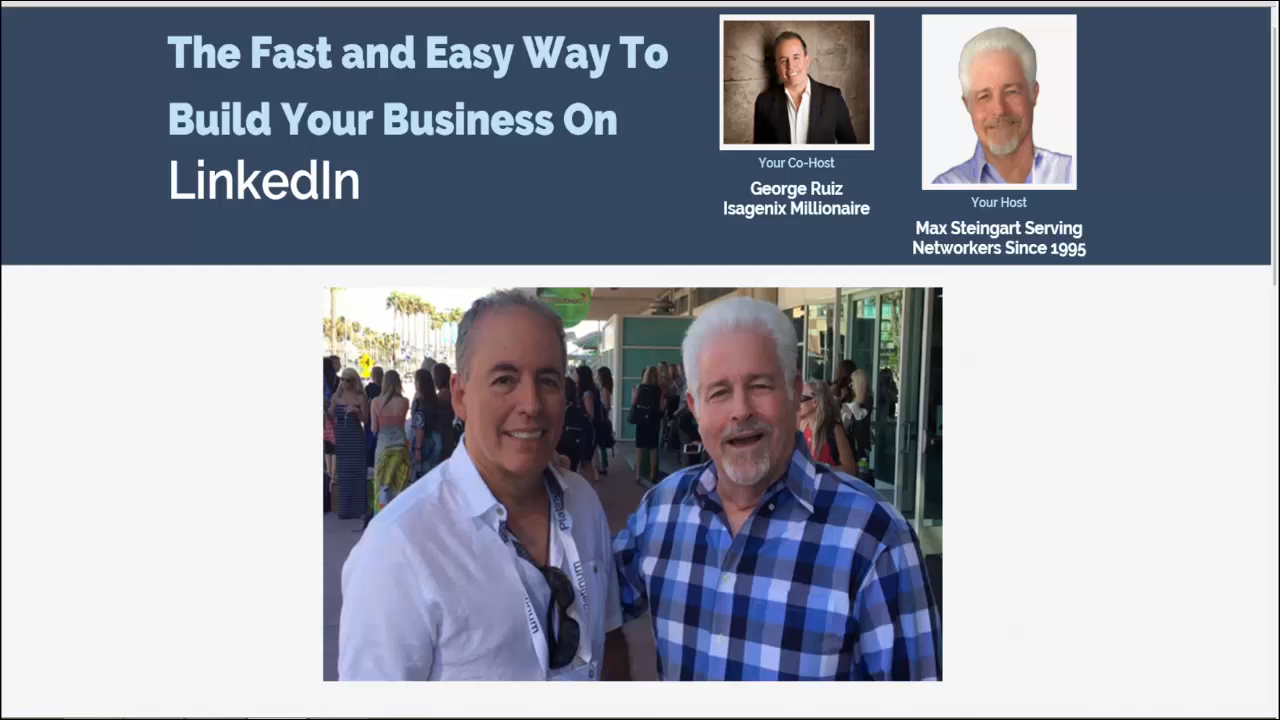 The Fast and Easy Way To
Build Your Business On
LinkedIn
Your Co-Host
George Ruiz
Isagenix Millionaire
Your Host
Max Steingart Serving
Networkers Since 1995